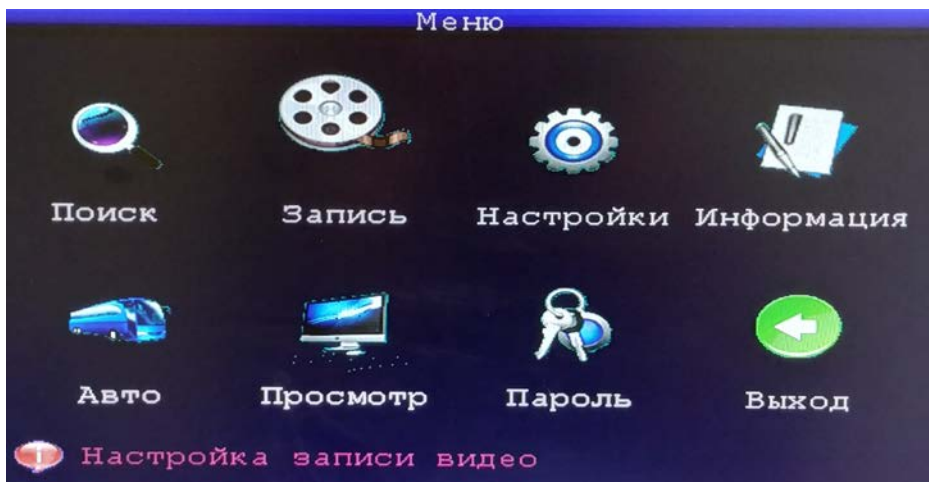 Меню
Поиск Запись Настройки Информация
Авто Просмотр Пароль Выход
Настройка записи видео